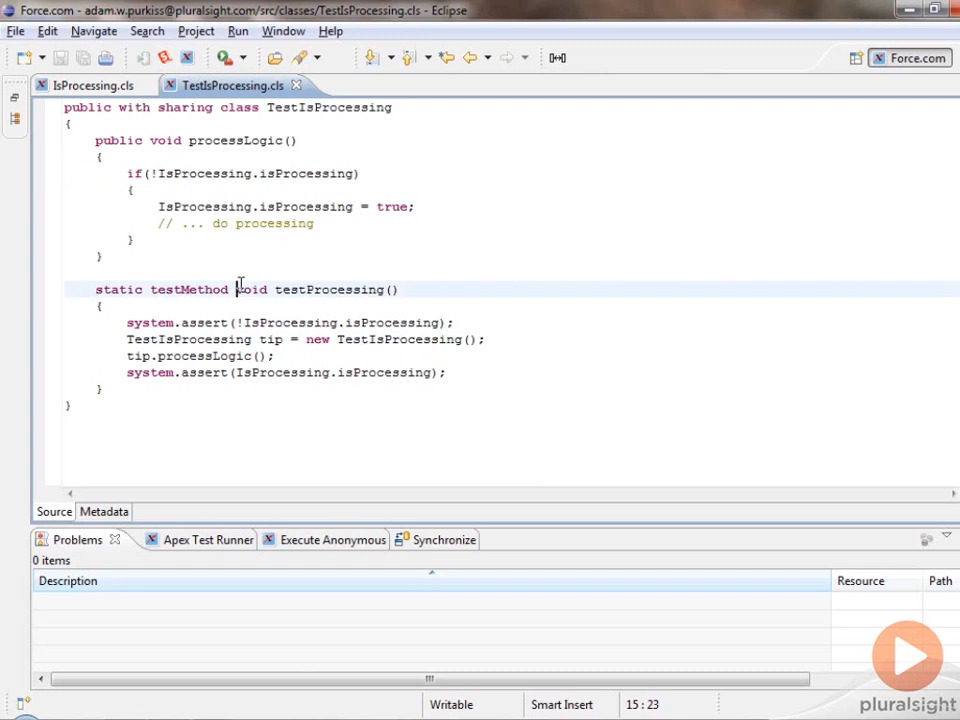 Force.com - adam.w.purkiss@pluralsight.com/src/classes/TestIsProcessing.cls - Eclipse
File Edit Navigate Search Project Run Window Help
Force.com
IsProcessing.cls TestIsProcessing.cls
public with sharing class TestIsProcessing
{
public void processLogic()
{
if(!IsProcessing.isProcessing)
{
IsProcessing.isProcessing = true;
// ... do processing
}
}
static testMethod void testProcessing()
{
system.assert(!IsProcessing.isProcessing);
TestIsProcessing tip = new TestIsProcessing();
tip.processLogic();
system.assert(IsProcessing.isProcessing);
}
}
Source Metadata
Problems Apex Test Runner Execute Anonymous Synchronize
0 items
Description Resource Path
Writable Smart Insert 15 : 23
pluralsight